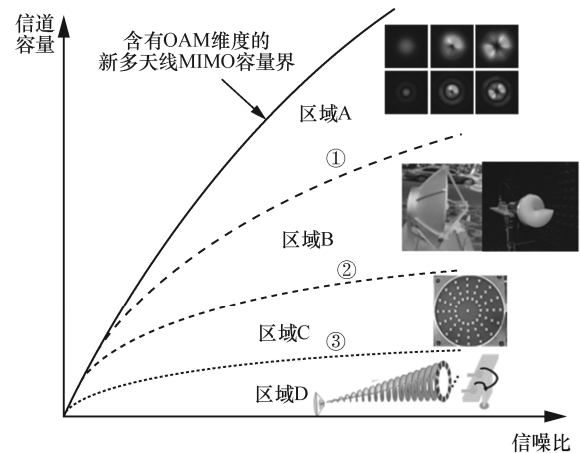 信道
容量
含有OAM维度的
新多天线MIMO容量界
区域A
①
区域B
②
区域C
③
区域D
信噪比